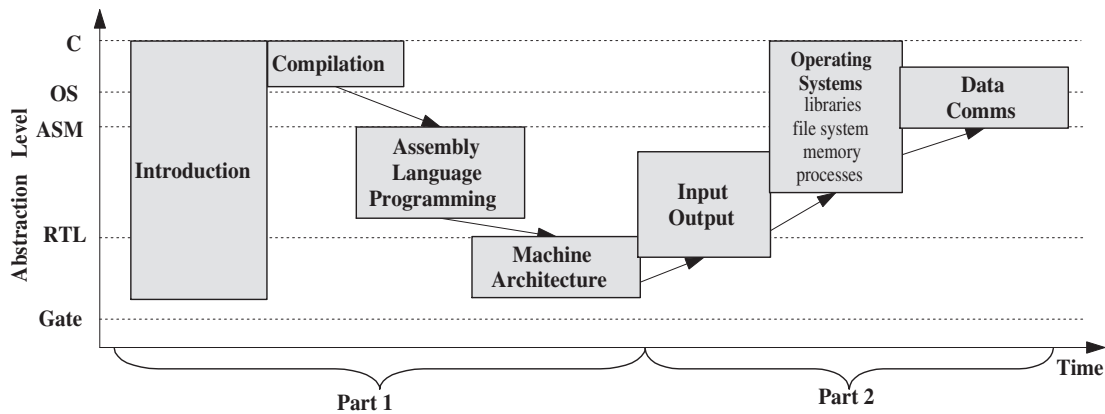 Abstraction Level
C
OS
ASM
RTL
Gate
Introduction
Compilation
Assembly
Language
Programming
Machine
Architecture
Input
Output
Operating
Systems
libraries
file system
memory
processes
Data
Comms
Time
Part 1
Part 2